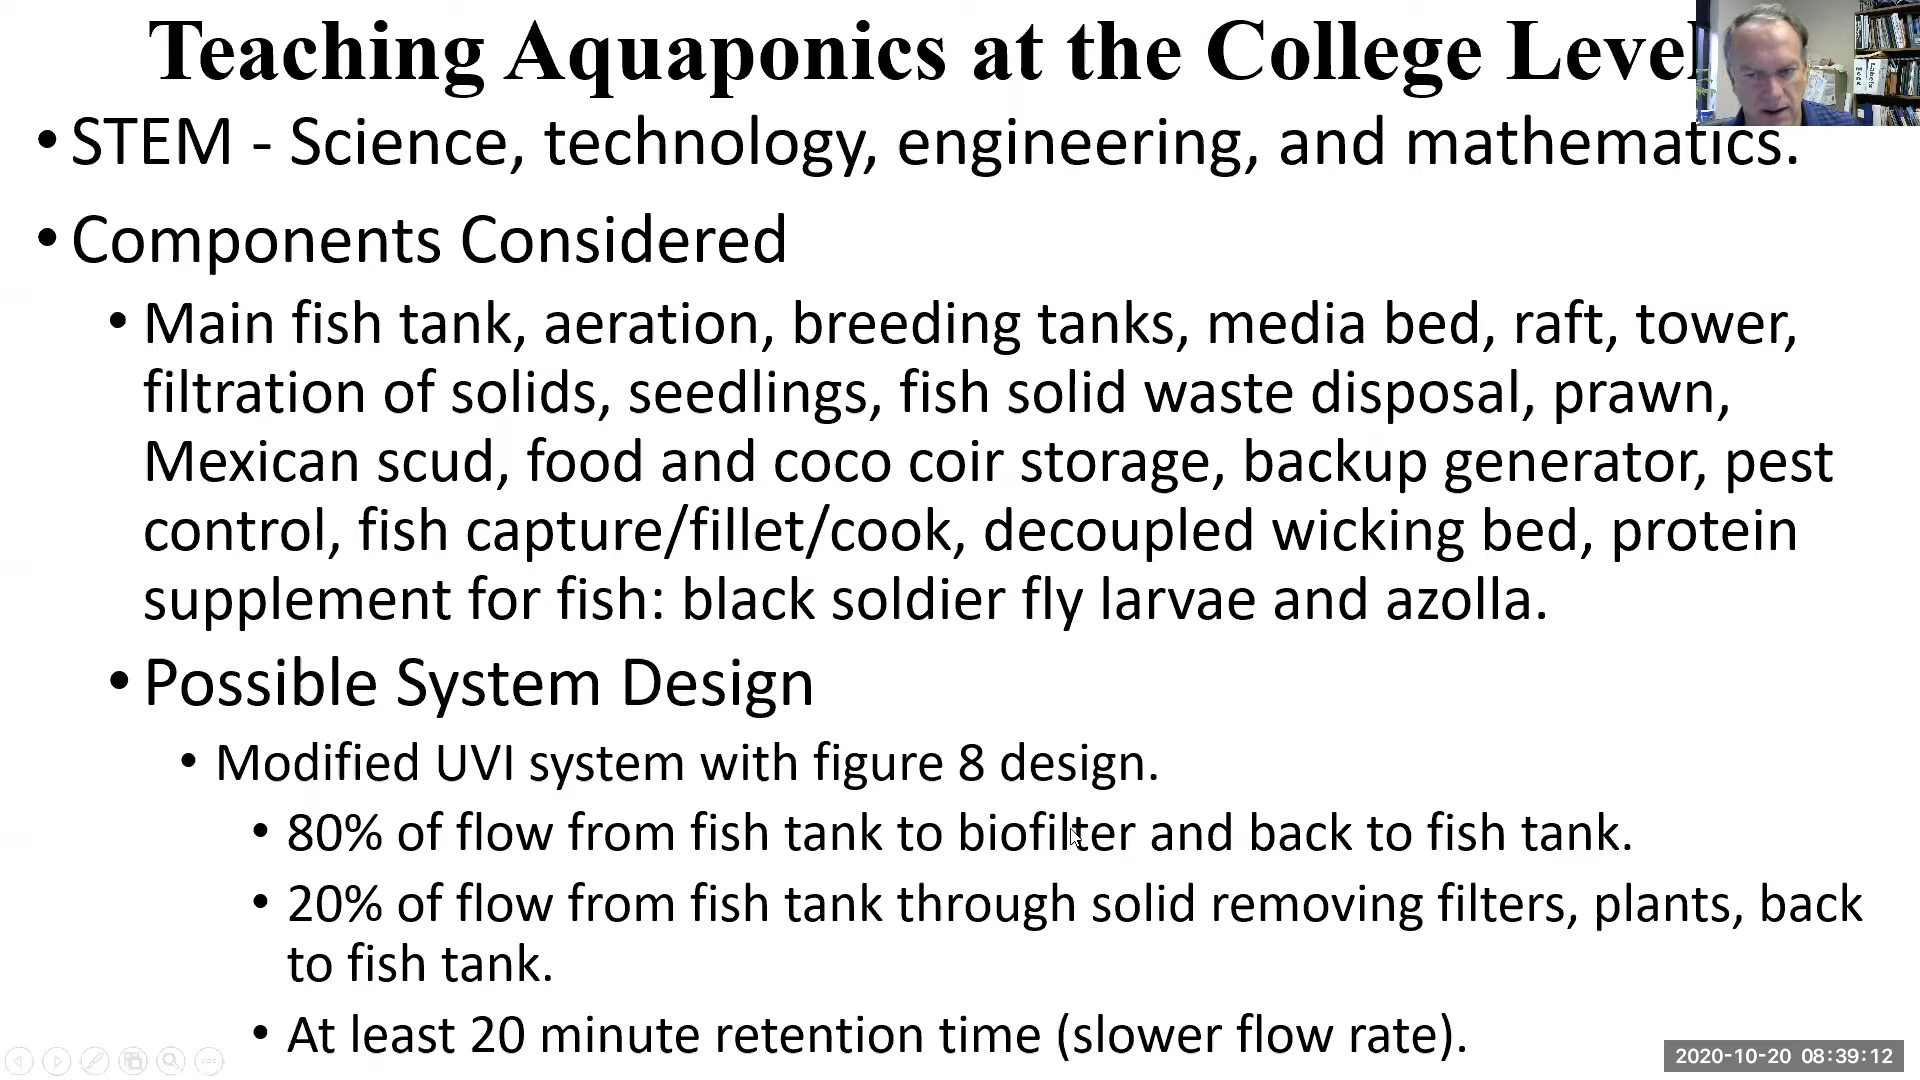 Teaching Aquaponics at the College Level
• STEM - Science, technology, engineering, and mathematics.
• Components Considered
• Main fish tank, aeration, breeding tanks, media bed, raft, tower,
filtration of solids, seedlings, fish solid waste disposal, prawn,
Mexican scud, food and coco coir storage, backup generator, pest
control, fish capture/fillet/cook, decoupled wicking bed, protein
supplement for fish: black soldier fly larvae and azolla.
• Possible System Design
• Modified UVI system with figure 8 design.
• 80% of flow from fish tank to biofilter and back to fish tank.
• 20% of flow from fish tank through solid removing filters, plants, back
to fish tank.
• At least 20 minute retention time (slower flow rate).
2020-10-20 08:39:12